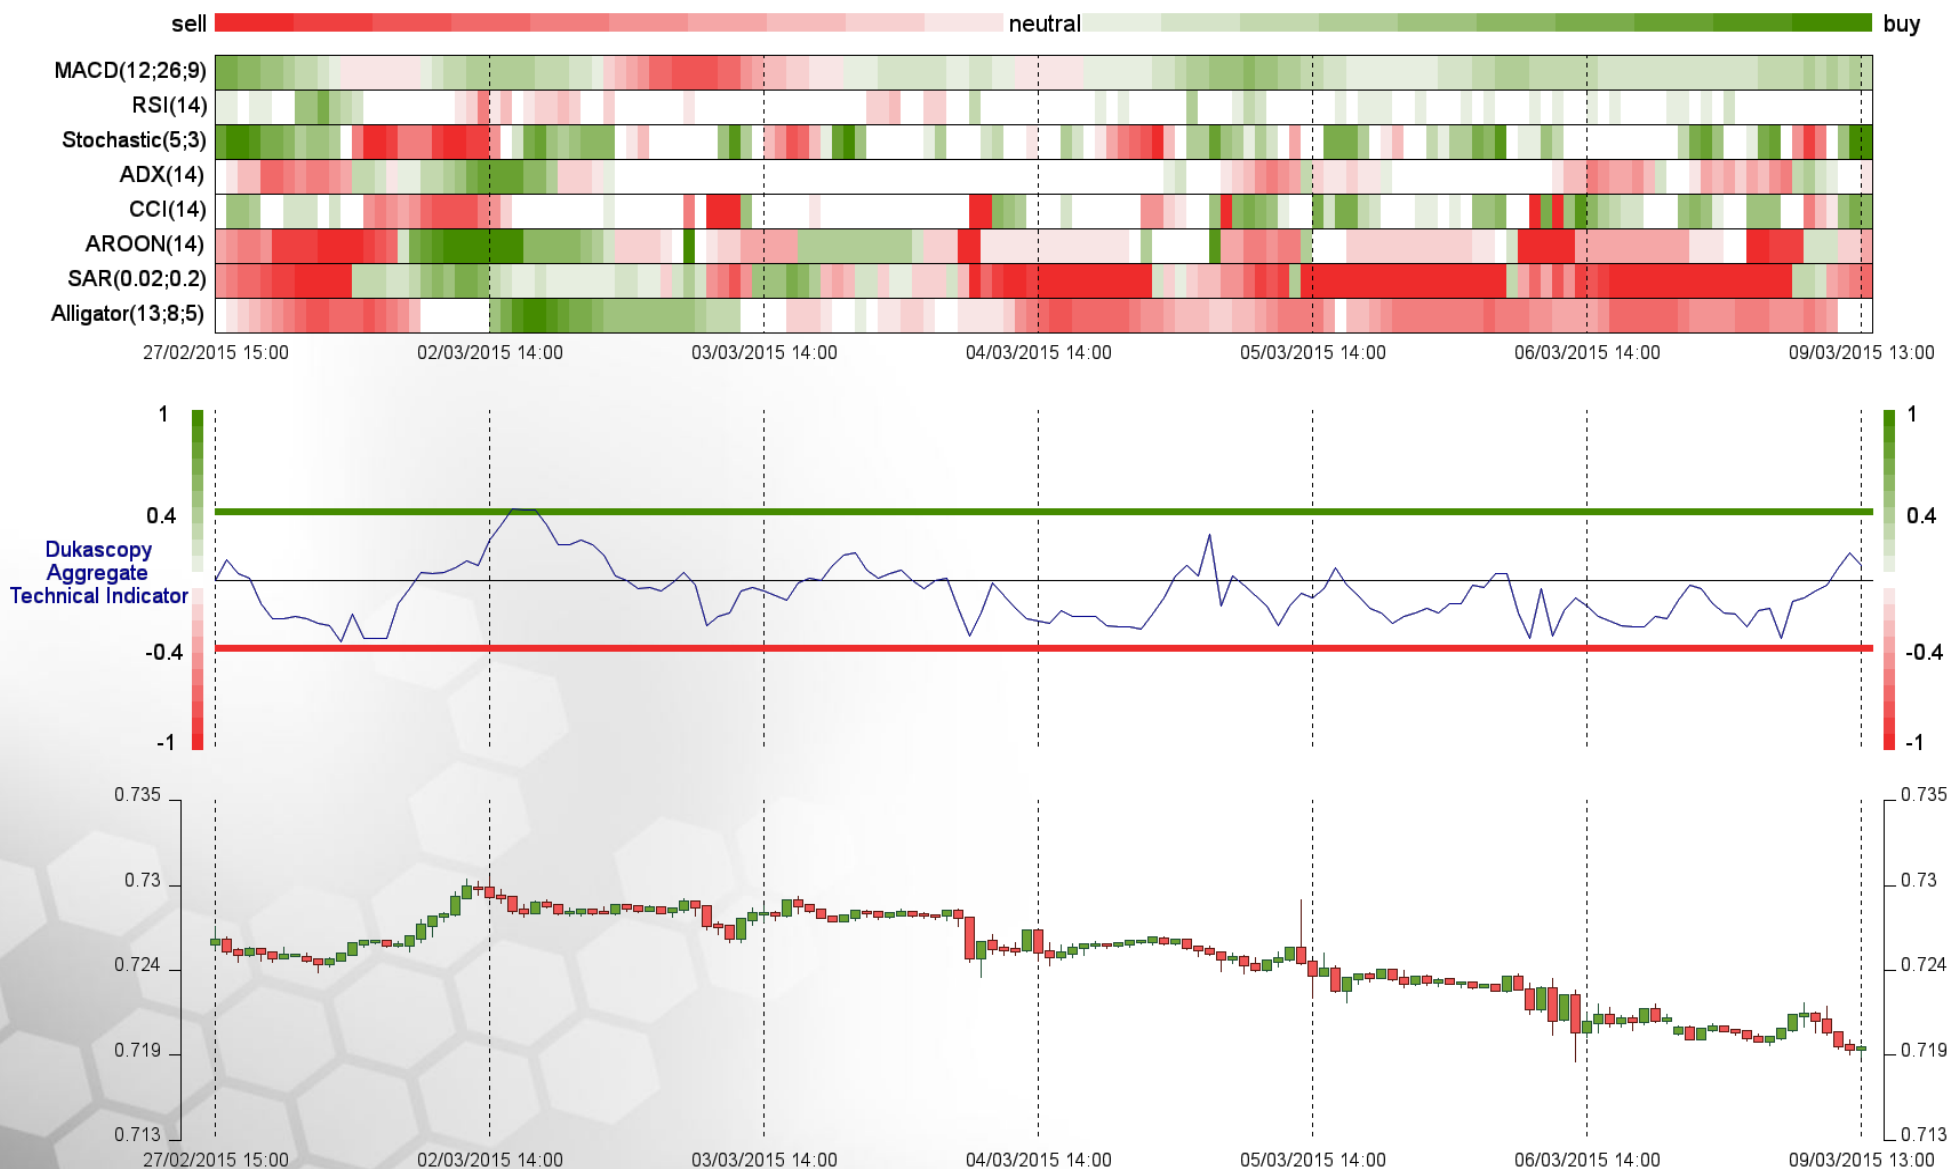 sell neutral buy
MACD(12;26;9)
RSI(14)
Stochastic(5;3)
ADX(14)
CCI(14)
AROON(14)
SAR(0.02;0.2)
Alligator(13;8;5)
27/02/2015 15:00 02/03/2015 14:00 03/03/2015 14:00 04/03/2015 14:00 05/03/2015 14:00 06/03/2015 14:00 09/03/2015 13:00
1 1
0.4 0.4
Dukascopy
Aggregate
Technical Indicator
-0.4 -0.4
-1 -1
0.735 0.735
0.73 0.73
0.724 0.724
0.719 0.719
0.713 0.713
27/02/2015 15:00 02/03/2015 14:00 03/03/2015 14:00 04/03/2015 14:00 05/03/2015 14:00 06/03/2015 14:00 09/03/2015 13:00